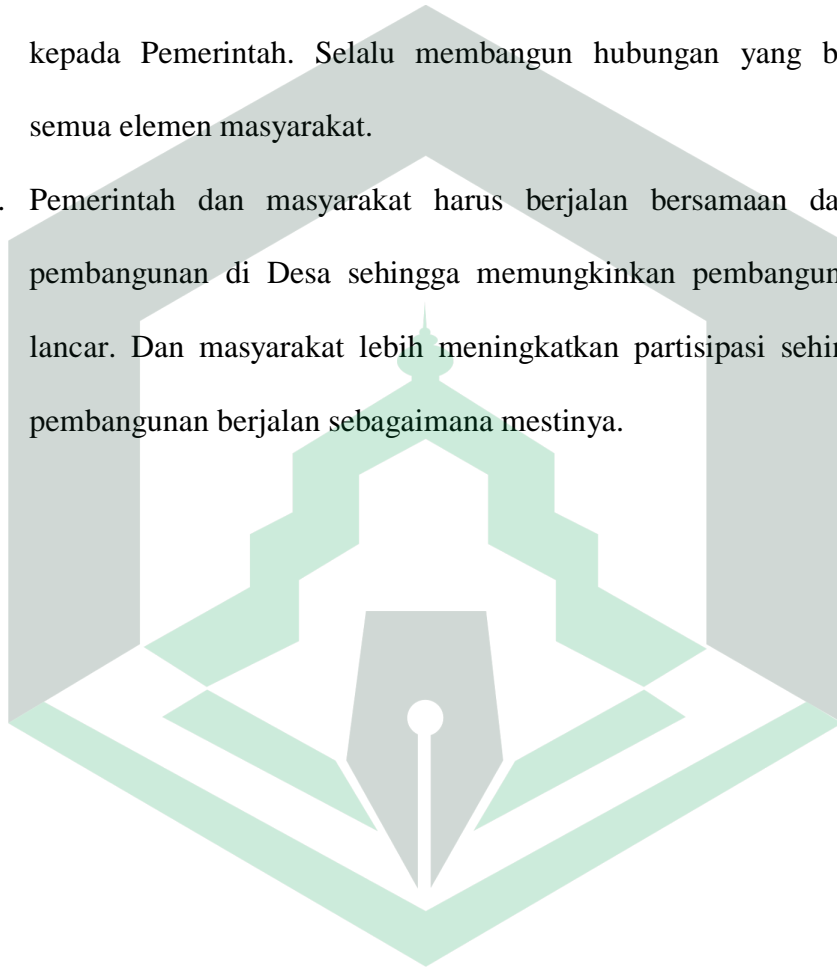 kepada Pemerintah. Selalu membangun hubungan yang
semua elemen masyarakat.
. Pemerintah dan masyarakat harus berjalan bersamaan
pembangunan di Desa sehingga memungkinkan
lancar. Dan masyarakat lebih meningkatkan partisipasi
pembangunan berjalan sebagaimana mestinya.